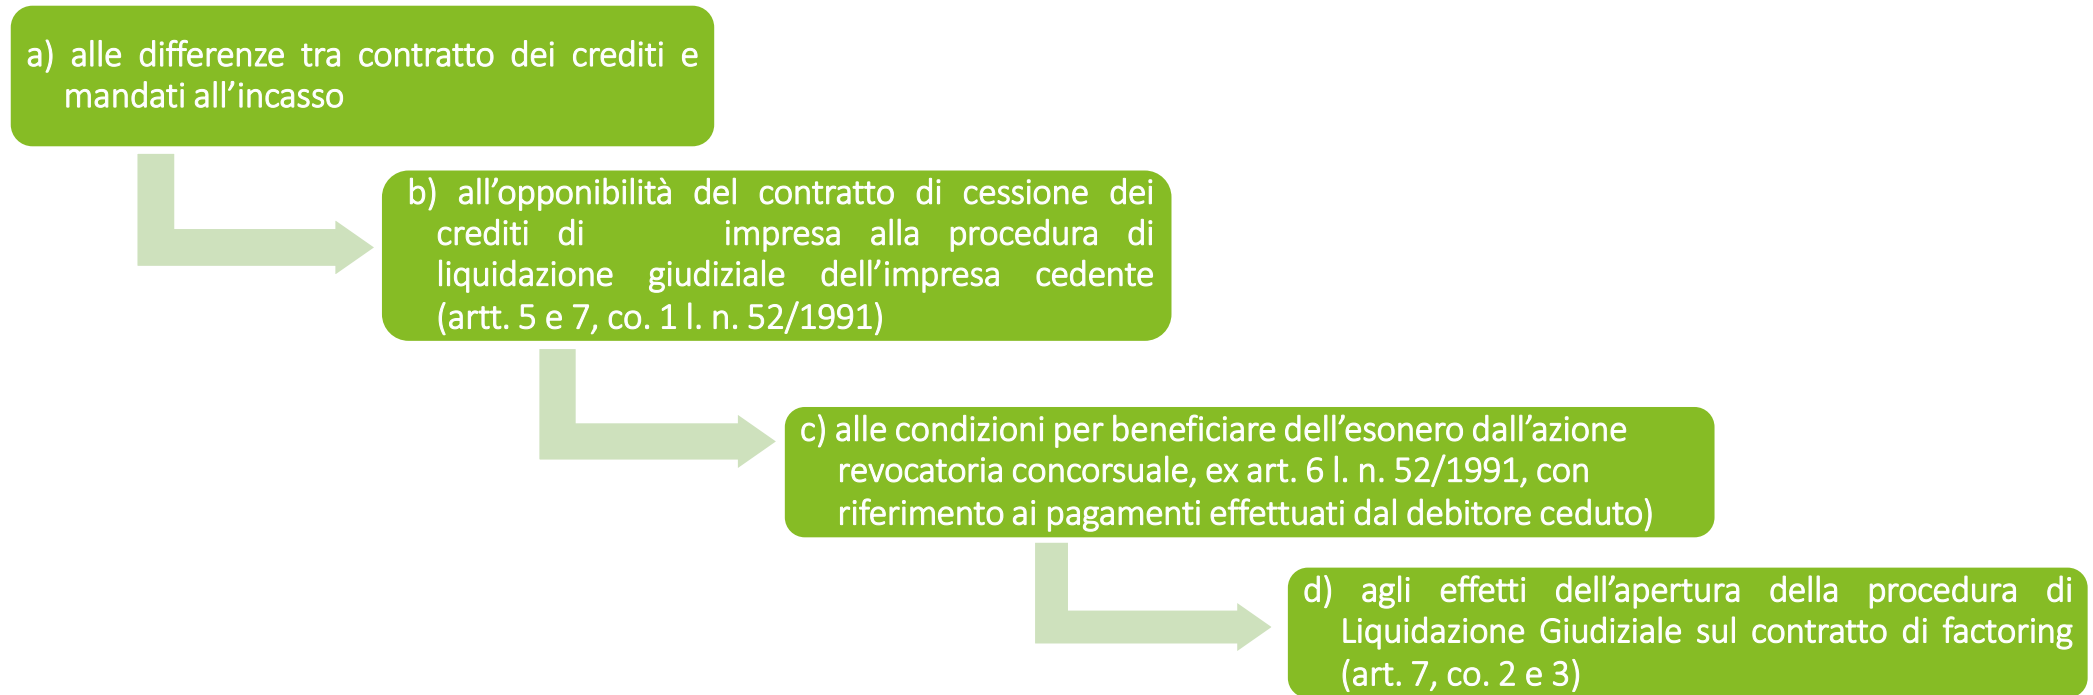 a) alle differenze tra contratto dei crediti e
mandati all’incasso
b) all’opponibilità del contratto di cessione dei
crediti di impresa alla procedura di
liquidazione giudiziale dell’impresa cedente
(artt. 5 e 7, co. 1 l. n. 52/1991)
c) alle condizioni per beneficiare dell’esonero dall’azione
revocatoria concorsuale, ex art. 6 l. n. 52/1991, con
riferimento ai pagamenti effettuati dal debitore ceduto)
d) agli effetti dell’apertura della procedura di
Liquidazione Giudiziale sul contratto di factoring
(art. 7, co. 2 e 3)